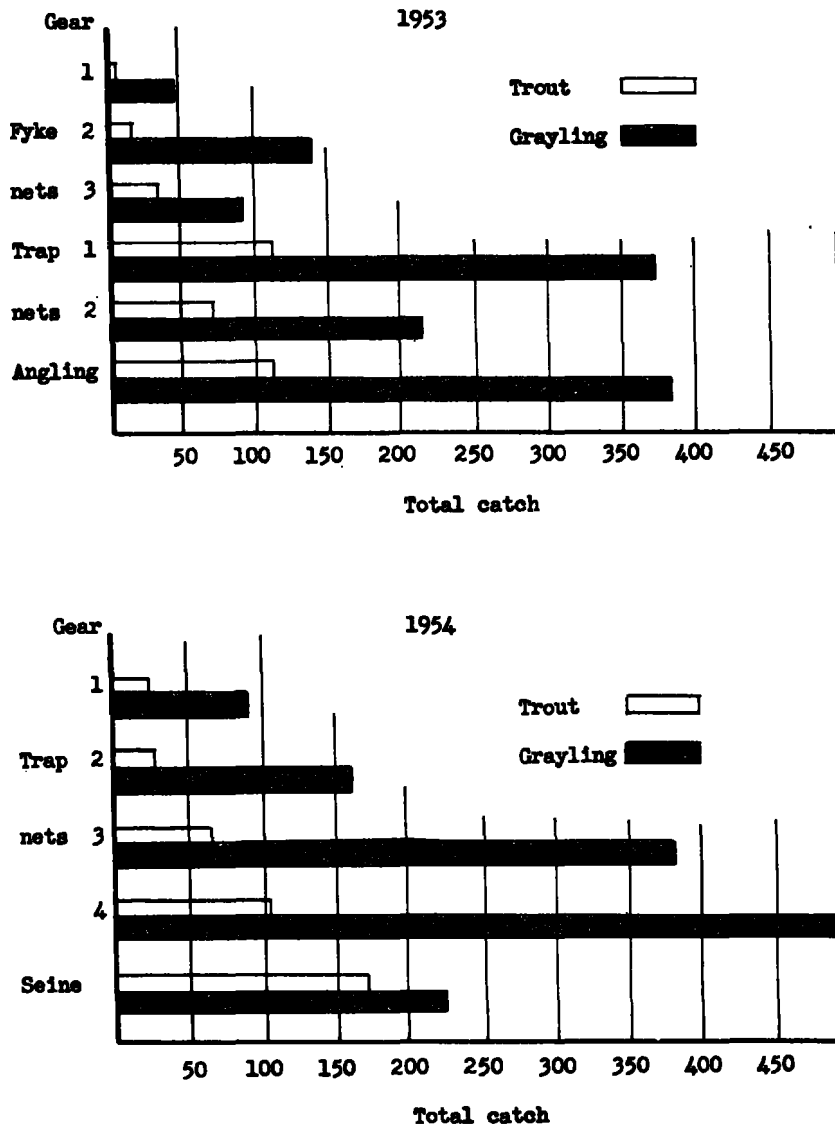 Gear 1953
1
Trout
Fyke 2
Grayling
nets 3
Trap 1
nets 2
Angling
50 100 150 200 250 300 350 400 450
Total catch
Gear 1954
1
Trout
Trap 2
Grayling
nets 3
4
Seine
50 100 150 200 250 300 350 400 450
Total catch